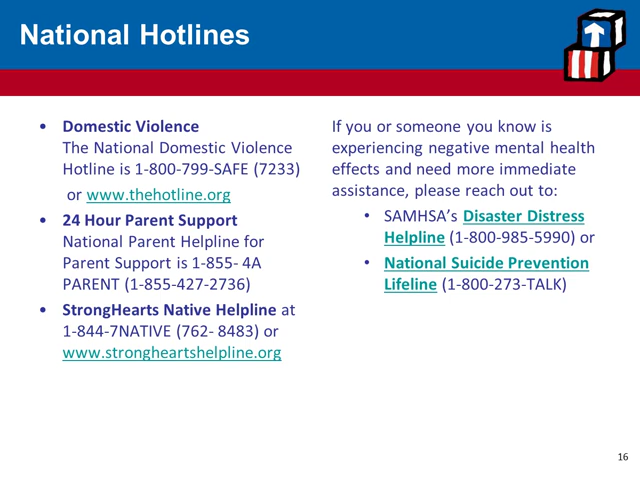 National Hotlines
• Domestic Violence
The National Domestic Violence
Hotline is 1-800-799-SAFE (7233)
or www.thehotline.org
• 24 Hour Parent Support
National Parent Helpline for
Parent Support is 1-855- 4A
PARENT (1-855-427-2736)
• StrongHearts Native Helpline at
1-844-7NATIVE (762- 8483) or
www.strongheartshelpline.org
If you or someone you know is
experiencing negative mental health
effects and need more immediate
assistance, please reach out to:
• SAMHSA’s Disaster Distress
Helpline (1-800-985-5990) or
• National Suicide Prevention
Lifeline (1-800-273-TALK)
16